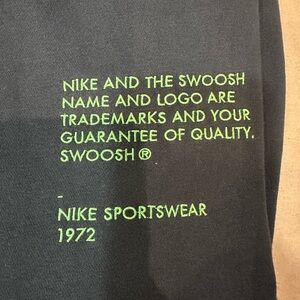 NIKE AND THE SWOOSH
NAME AND LOGO ARE
TRADEMARKS AND YOUR
GUARANTEE OF QUALITY.
SWOOSH ®
-
NIKE SPORTSWEAR
1972